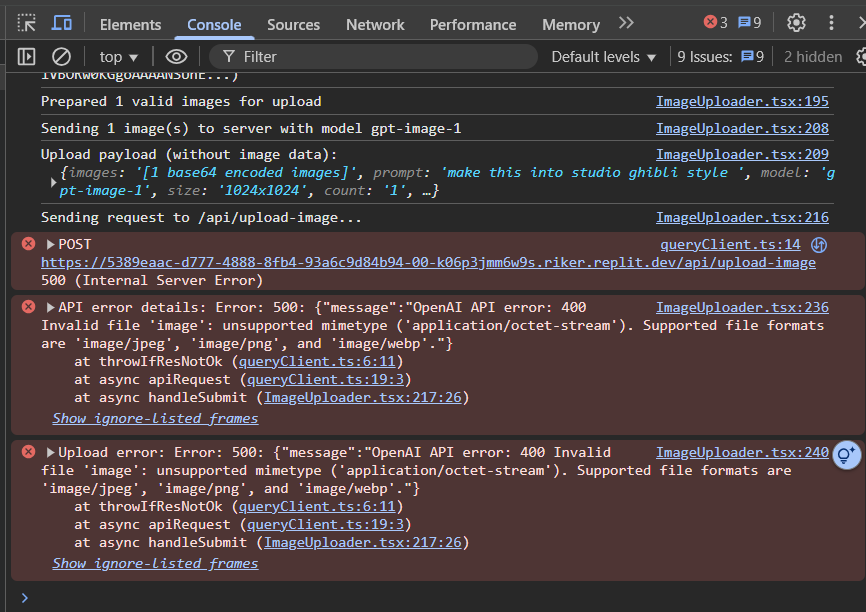 Elements Console Sources Network Performance Memory 3 9
top Filter Default levels 9 Issues: 9 2 hidden
iVBORw0KGgoAAAANSUhE...)
Prepared 1 valid images for upload ImageUploader.tsx:195
Sending 1 image(s) to server with model gpt-image-1 ImageUploader.tsx:208
Upload payload (without image data): ImageUploader.tsx:209
{images: '[1 base64 encoded images]', prompt: 'make this into studio ghibli style ', model: 'g
pt-image-1', size: '1024x1024', count: '1', …}
Sending request to /api/upload-image... ImageUploader.tsx:216
POST queryClient.ts:14
https://5389eaac-d777-4888-8fb4-93a6c9d84b94-00-k06p3jmm6w9s.riker.replit.dev/api/upload-image
500 (Internal Server Error)
API error details: Error: 500: {"message":"OpenAI API error: 400 ImageUploader.tsx:236
Invalid file 'image': unsupported mimetype ('application/octet-stream'). Supported file formats
are 'image/jpeg', 'image/png', and 'image/webp'."}
at throwIfResNotOk (queryClient.ts:6:11)
at async apiRequest (queryClient.ts:19:3)
at async handleSubmit (ImageUploader.tsx:217:26)
Show ignore-listed frames
Upload error: Error: 500: {"message":"OpenAI API error: 400 Invalid ImageUploader.tsx:240
file 'image': unsupported mimetype ('application/octet-stream'). Supported file formats are
'image/jpeg', 'image/png', and 'image/webp'."}
at throwIfResNotOk (queryClient.ts:6:11)
at async apiRequest (queryClient.ts:19:3)
at async handleSubmit (ImageUploader.tsx:217:26)
Show ignore-listed frames